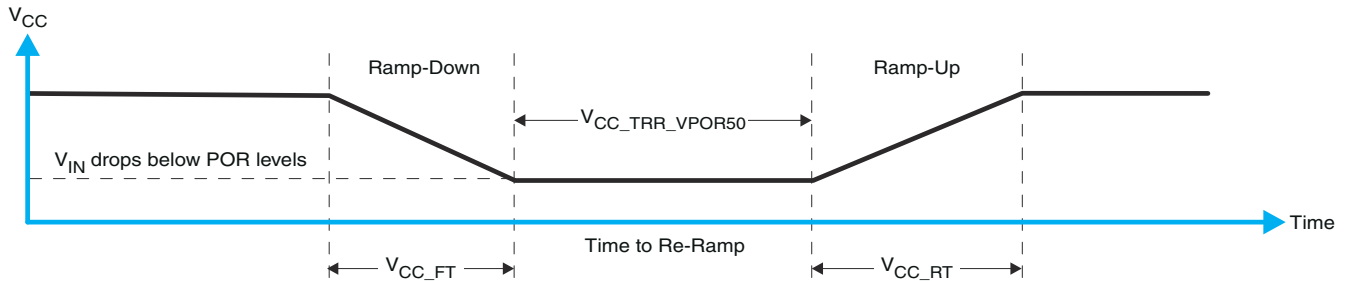 VCC
Ramp-Down
Ramp-Up
VCC_TRR_VPOR50
VIN drops below POR levels
Time
Time to Re-Ramp
VCC_FT
VCC_RT